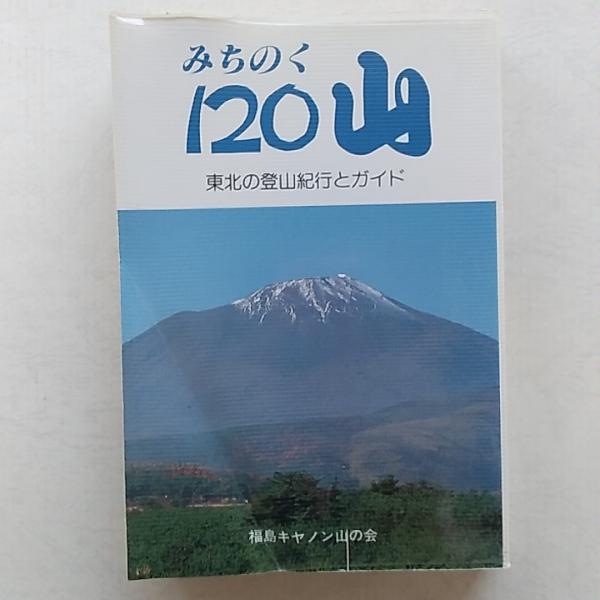 みちのく
120山
東北の登山紀行とガイド
福島キヤノン山の会